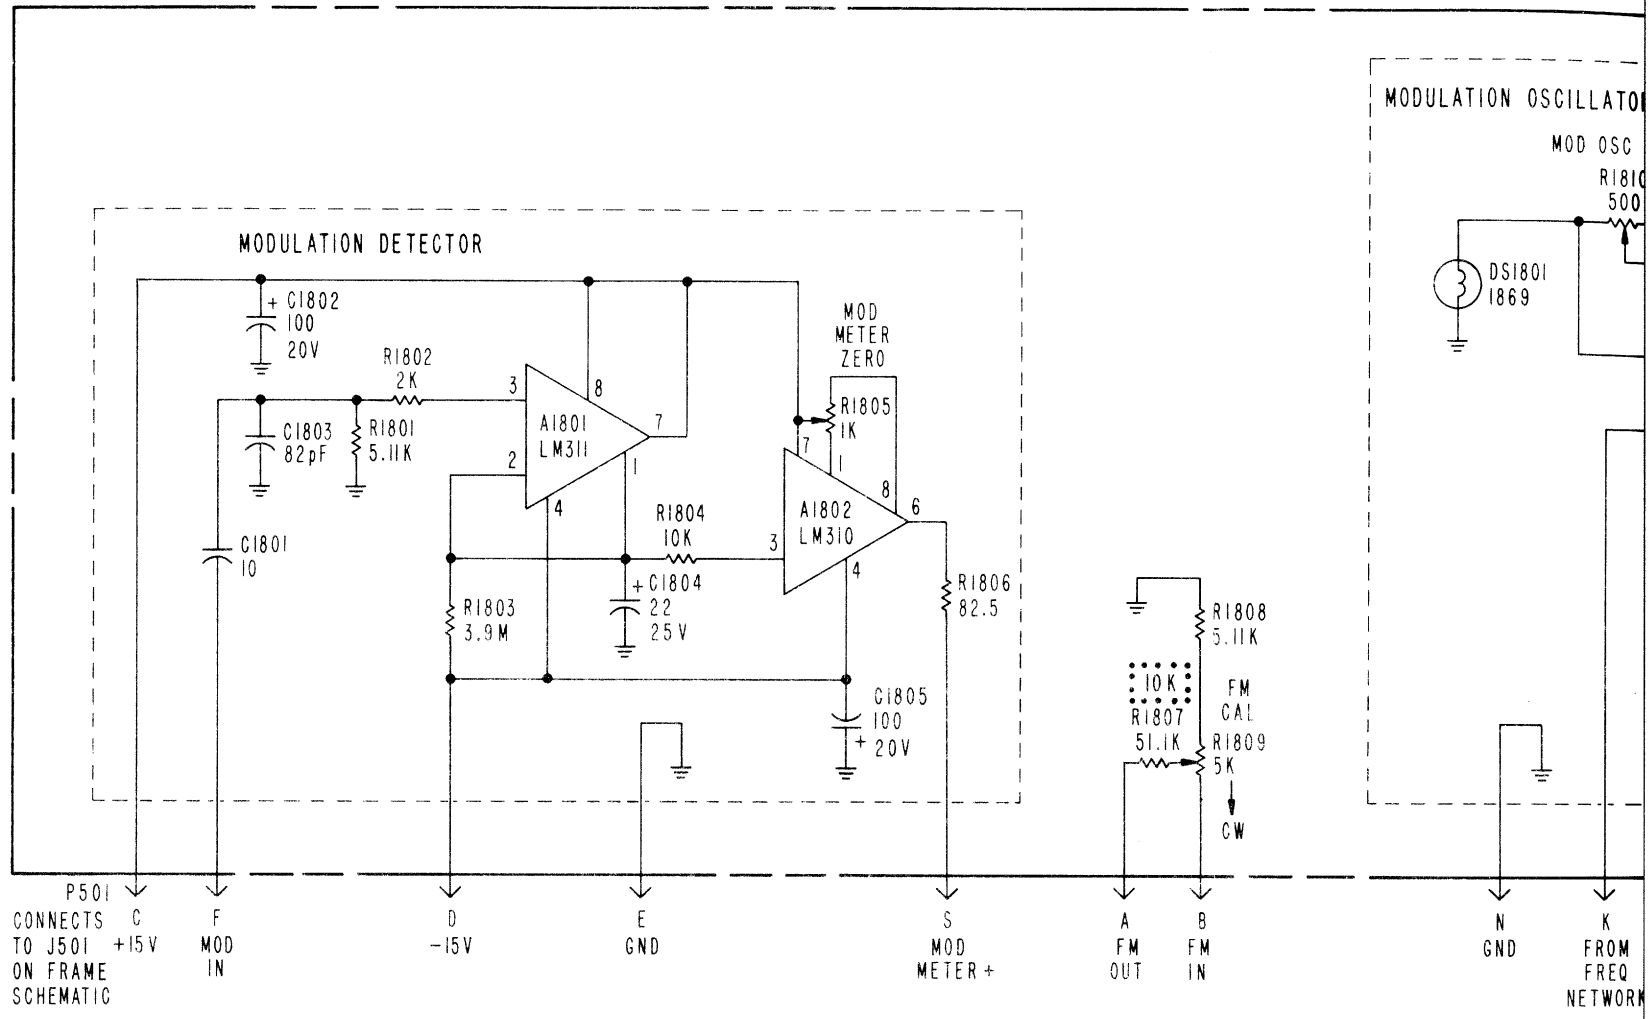 MODULATION OSCILLATO
MOD OSC
R1810
500
DS1801
1869
MODULATION DETECTOR
+ C1802
100
20V
R1802
2K
C1803
82pF
R1801
5.11K
C1801
10
3
2
8
7
1
4
A1801
LM311
MOD
METER
ZERO
R1805
1K
7
1
8
6
3
4
A1802
LM310
R1804
10K
+ C1804
22
25V
R1803
3.9M
R1806
82.5
C1805
100
+ 20V
R1808
5.11K
10K
R1807
51.1K
FM
CAL
R1809
5K
CW
P501
CONNECTS
TO J501
ON FRAME
SCHEMATIC
C
+15V
F
MOD
IN
D
-15V
E
GND
S
MOD
METER +
A
FM
OUT
B
FM
IN
N
GND
K
FROM
FREQ
NETWORK